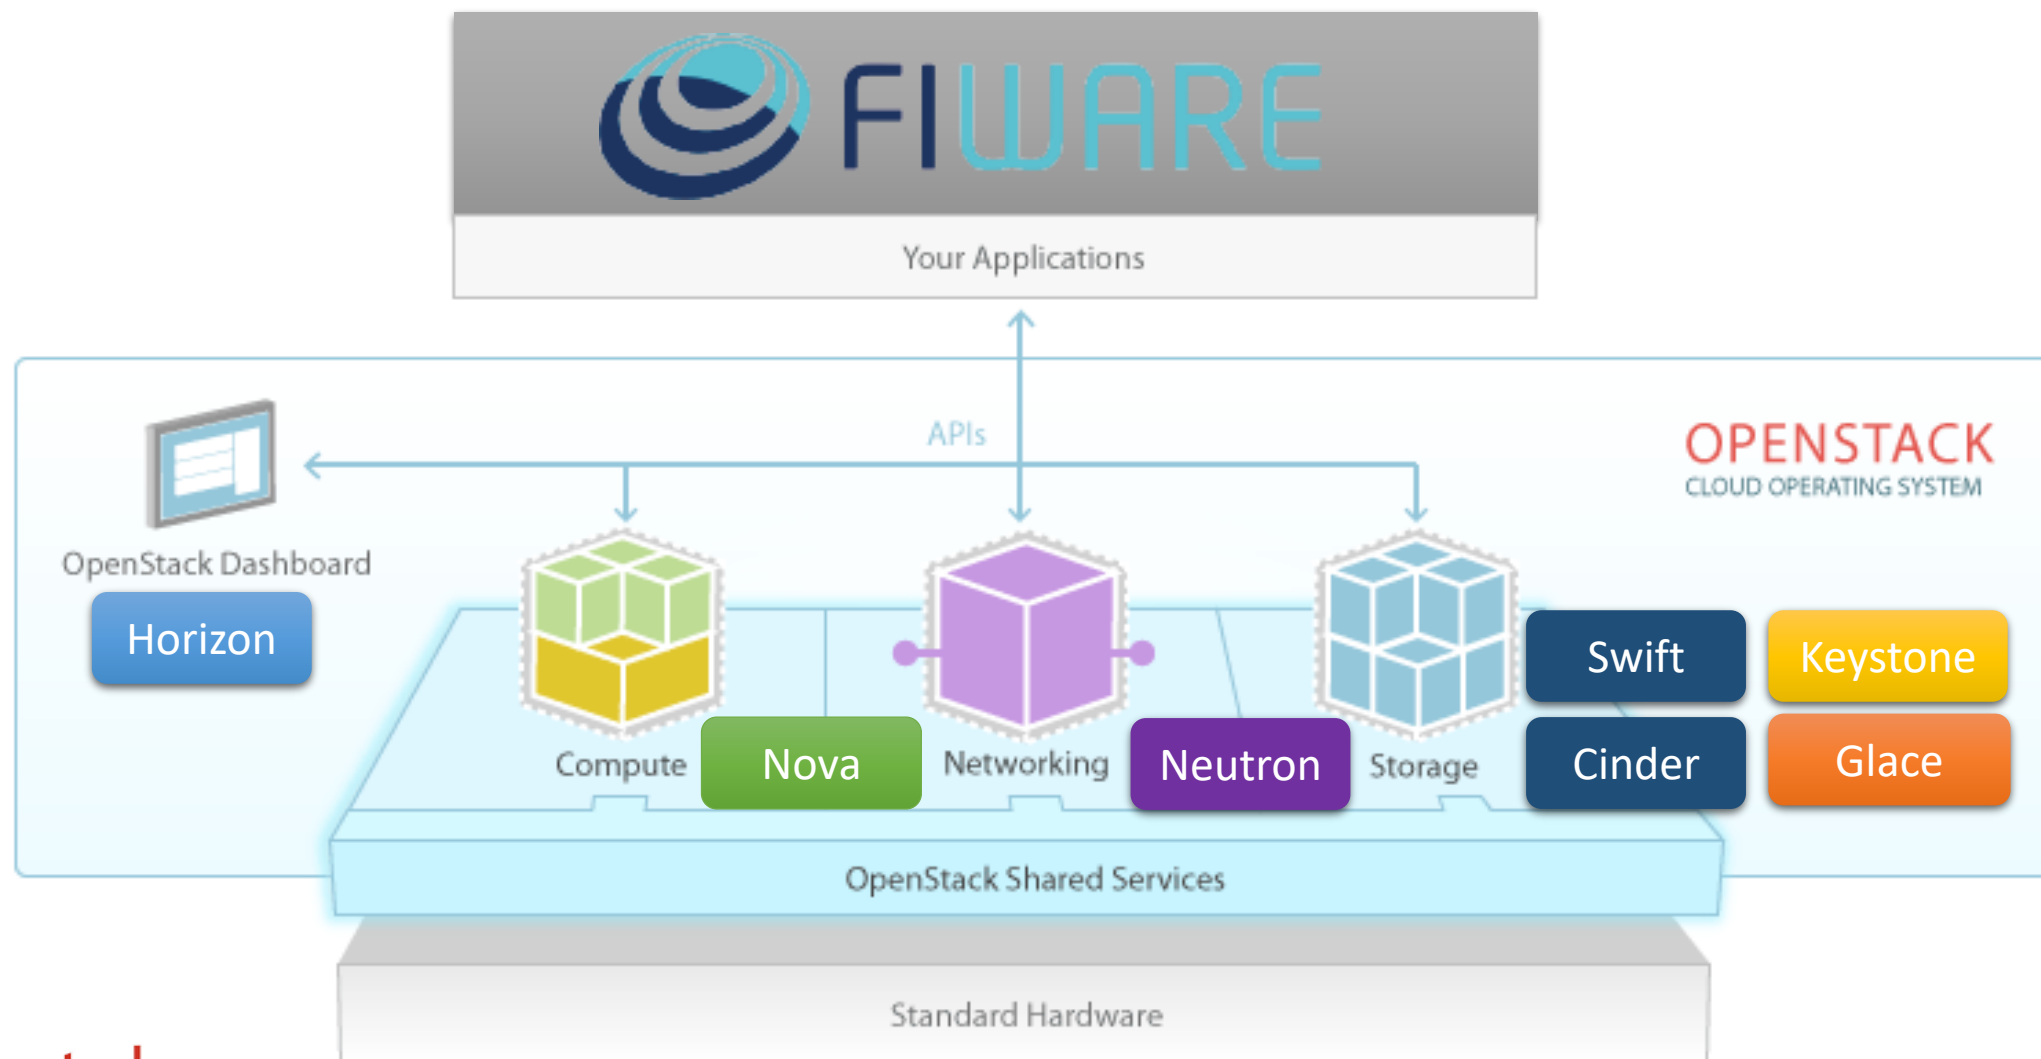 FIWARE
Your Applications
APIs
OPENSTACK
CLOUD OPERATING SYSTEM
OpenStack Dashboard
Horizon
Swift
Keystone
Compute
Nova
Networking
Neutron
Storage
Cinder
Glace
OpenStack Shared Services
Standard Hardware